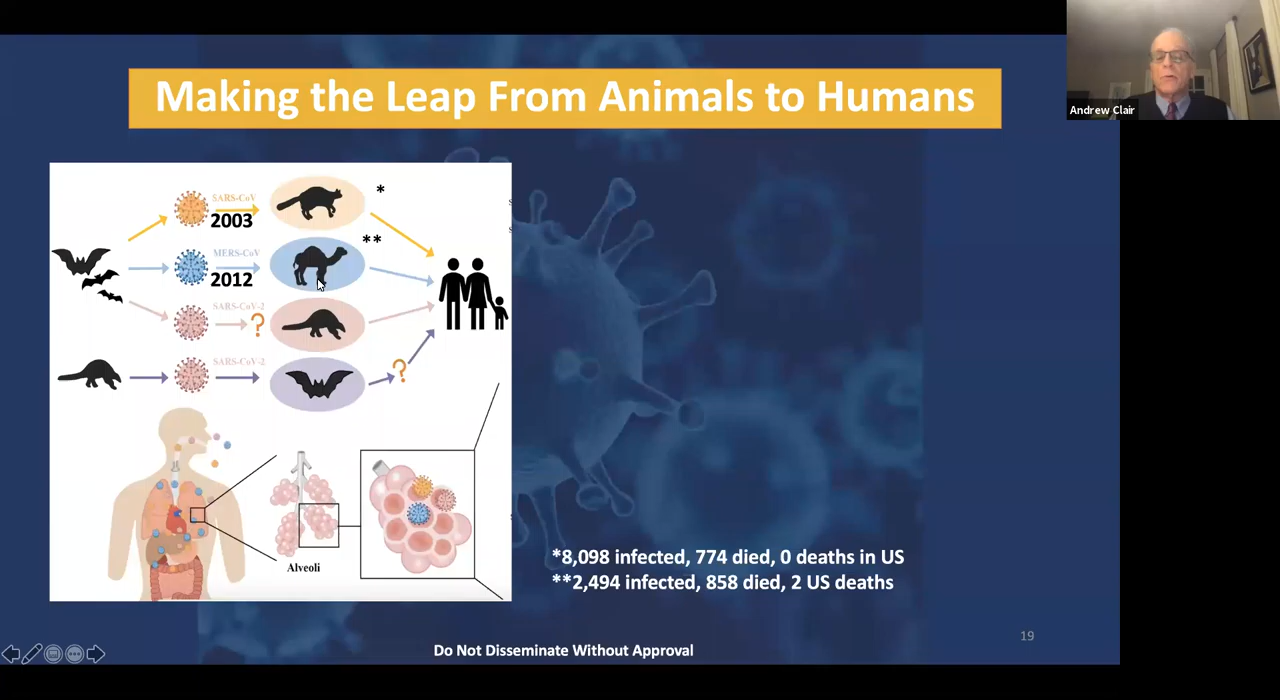 Making the Leap From Animals to Humans
Andrew Clair
SARS-CoV
2003
*
MERS-CoV
2012
**
SARS-CoV-2
?
SARS-CoV-2
?
Alveoli
*8,098 infected, 774 died, 0 deaths in US
**2,494 infected, 858 died, 2 US deaths
19
Do Not Disseminate Without Approval